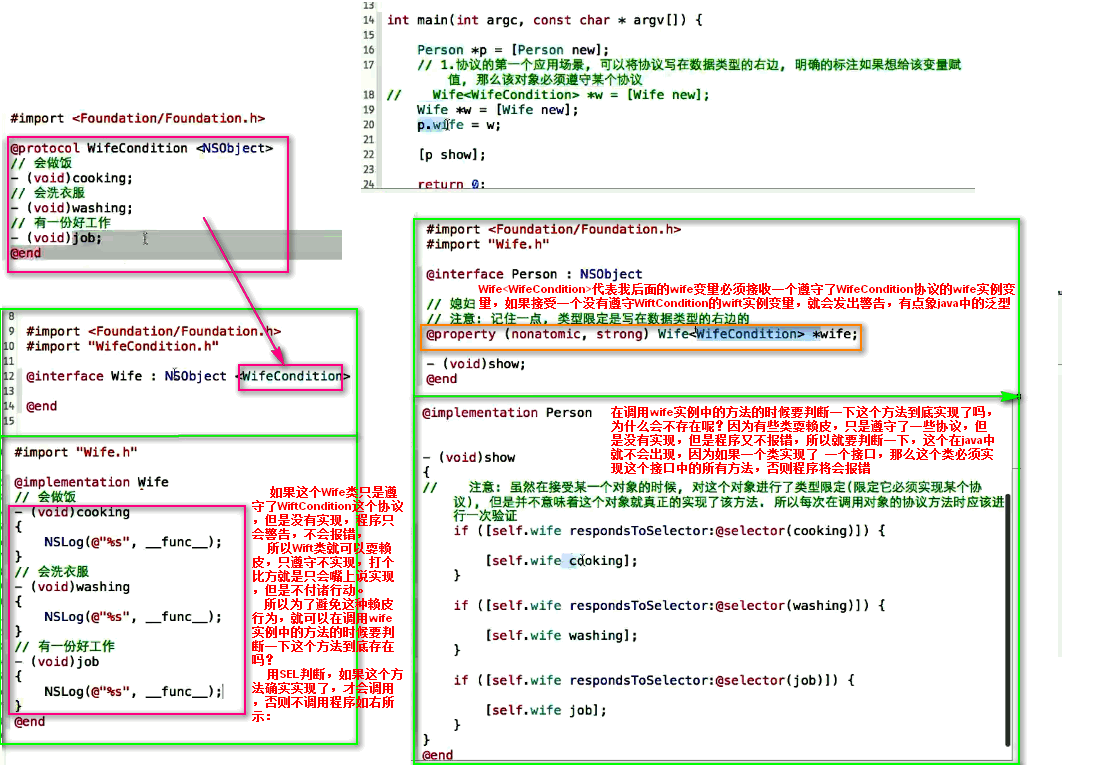 13
14 int main(int argc, const char * argv[]) {
15
16 Person *p = [Person new];
17 // 1.协议的第一个应用场景, 可以将协议写在数据类型的右边, 明确的标注如果想给该变量赋
值, 那么该对象必须遵守某个协议
18 // Wife<WifeCondition> *w = [Wife new];
19 Wife *w = [Wife new];
20 p.wife = w;
21
22 [p show];
23
24 return 0;
#import <Foundation/Foundation.h>
@protocol WifeCondition <NSObject>
// 会做饭
- (void)cooking;
// 会洗衣服
- (void)washing;
// 有一份好工作
- (void)job;
@end
8
9 #import <Foundation/Foundation.h>
10 #import "WifeCondition.h"
11
12 @interface Wife : NSObject <WifeCondition>
13
14 @end
15
#import "Wife.h"
@implementation Wife
// 会做饭
- (void)cooking
{
NSLog(@"%s", __func__);
}
// 会洗衣服
- (void)washing
{
NSLog(@"%s", __func__);
}
// 有一份好工作
- (void)job
{
NSLog(@"%s", __func__);
}
@end
如果这个Wife类只是遵
守了WiftCondition这个协议
，但是没有实现，程序只
会警告，不会报错，
所以Wift类就可以耍赖
皮，只遵守不实现，打个
比方就是只会嘴上说实现
，但是不付诸行动。
所以为了避免这种赖皮
行为，就可以在调用wife
实例中的方法的时候要判
断一下这个方法到底存在
吗？
用SEL判断，如果这个方
法确实实现了，才会调用
，否则不调用程序如右所
示：
#import <Foundation/Foundation.h>
#import "Wife.h"
@interface Person : NSObject
Wife<WifeCondition>代表我后面的wife变量必须接收一个遵守了WifeCondition协议的wife实例变
// 媳妇 量，如果接受一个没有遵守WiftCondition的wift实例变量，就会发出警告，有点象java中的泛型
// 注意: 记住一点, 类型限定是写在数据类型的右边的
@property (nonatomic, strong) Wife<WifeCondition> *wife;
- (void)show;
@end
@implementation Person
在调用wife实例中的方法的时候要判断一下这个方法到底实现了吗，
为什么会不存在呢？因为有些类耍赖皮，只是遵守了一些协议，但
是没有实现，但是程序又不报错，所以就要判断一下，这个在java中
就不会出现，因为如果一个类实现了 一个接口，那么这个类必须实
现这个接口中的所有方法，否则程序将会报错
- (void)show
{
// 注意: 虽然在接受某一个对象的时候, 对这个对象进行了类型限定(限定它必须实现某个协
议), 但是并不意味着这个对象就真正的实现了该方法. 所以每次在调用对象的协议方法时应该进
行一次验证
if ([self.wife respondsToSelector:@selector(cooking)]) {
[self.wife cooking];
}
if ([self.wife respondsToSelector:@selector(washing)]) {
[self.wife washing];
}
if ([self.wife respondsToSelector:@selector(job)]) {
[self.wife job];
}
}
@end